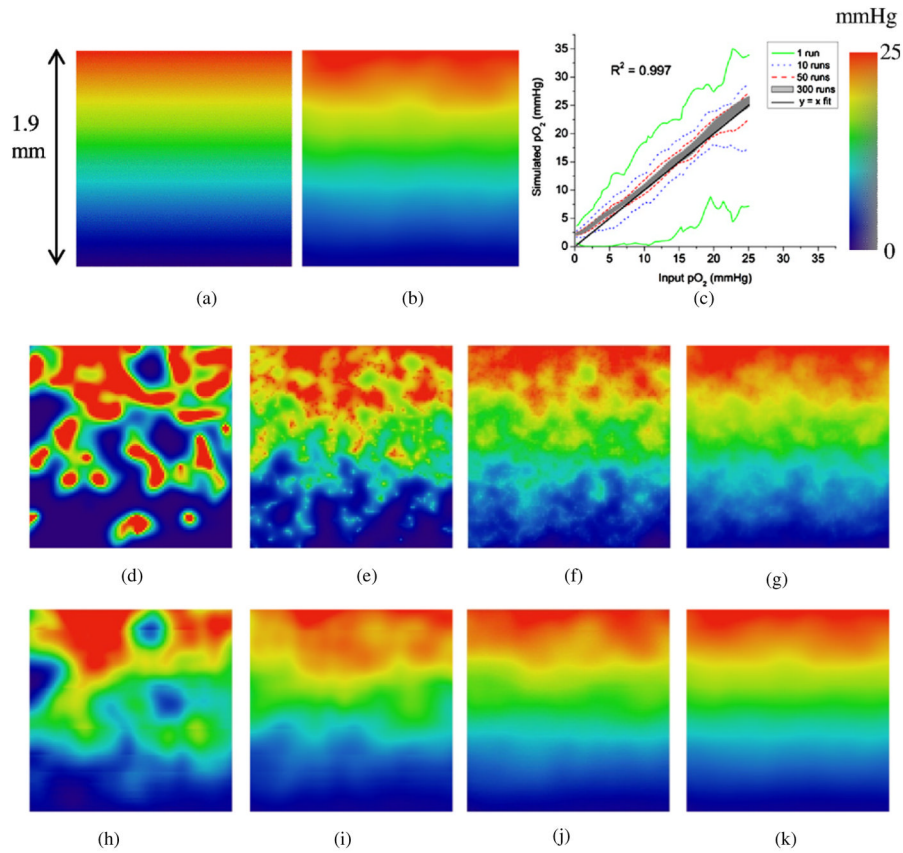 mmHg
1.9
mm
35
30
25
20
15
10
5
0
0 5 10 15 20 25 30 35
Simulated pO2 (mmHg)
Input pO2 (mmHg)
R2 = 0.997
1 run
10 runs
50 runs
300 runs
y = x fit
25
0
(a)
(b)
(c)
(d)
(e)
(f)
(g)
(h)
(i)
(j)
(k)